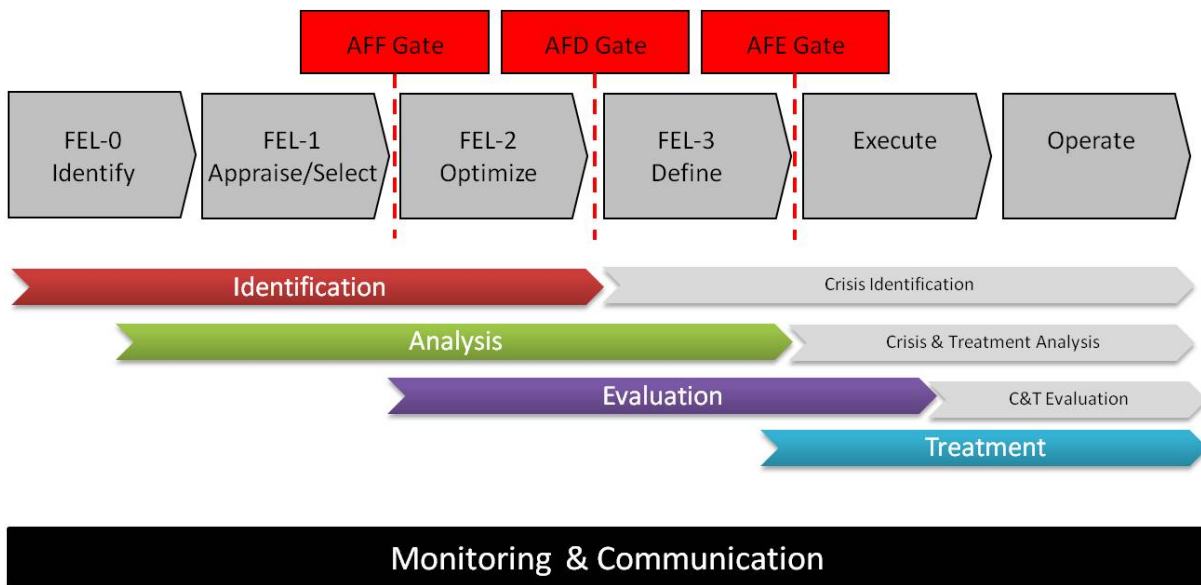 AFF Gate
AFD Gate
AFE Gate
FEL-0
Identify
FEL-1
Appraise/Select
FEL-2
Optimize
FEL-3
Define
Execute
Operate
Identification
Crisis Identification
Analysis
Crisis & Treatment Analysis
Evaluation
C&T Evaluation
Treatment
Monitoring & Communication